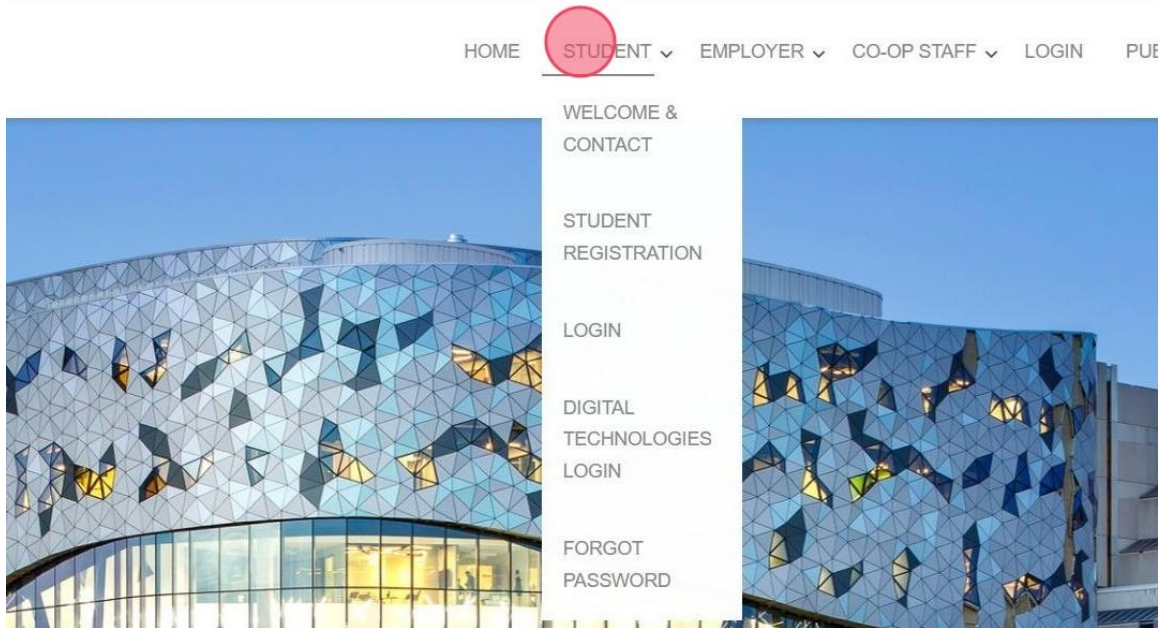 HOME STUDENT EMPLOYER CO-OP STAFF LOGIN
WELCOME &
CONTACT
STUDENT
REGISTRATION
LOGIN
DIGITAL
TECHNOLOGIES
LOGIN
FORGOT
PASSWORD